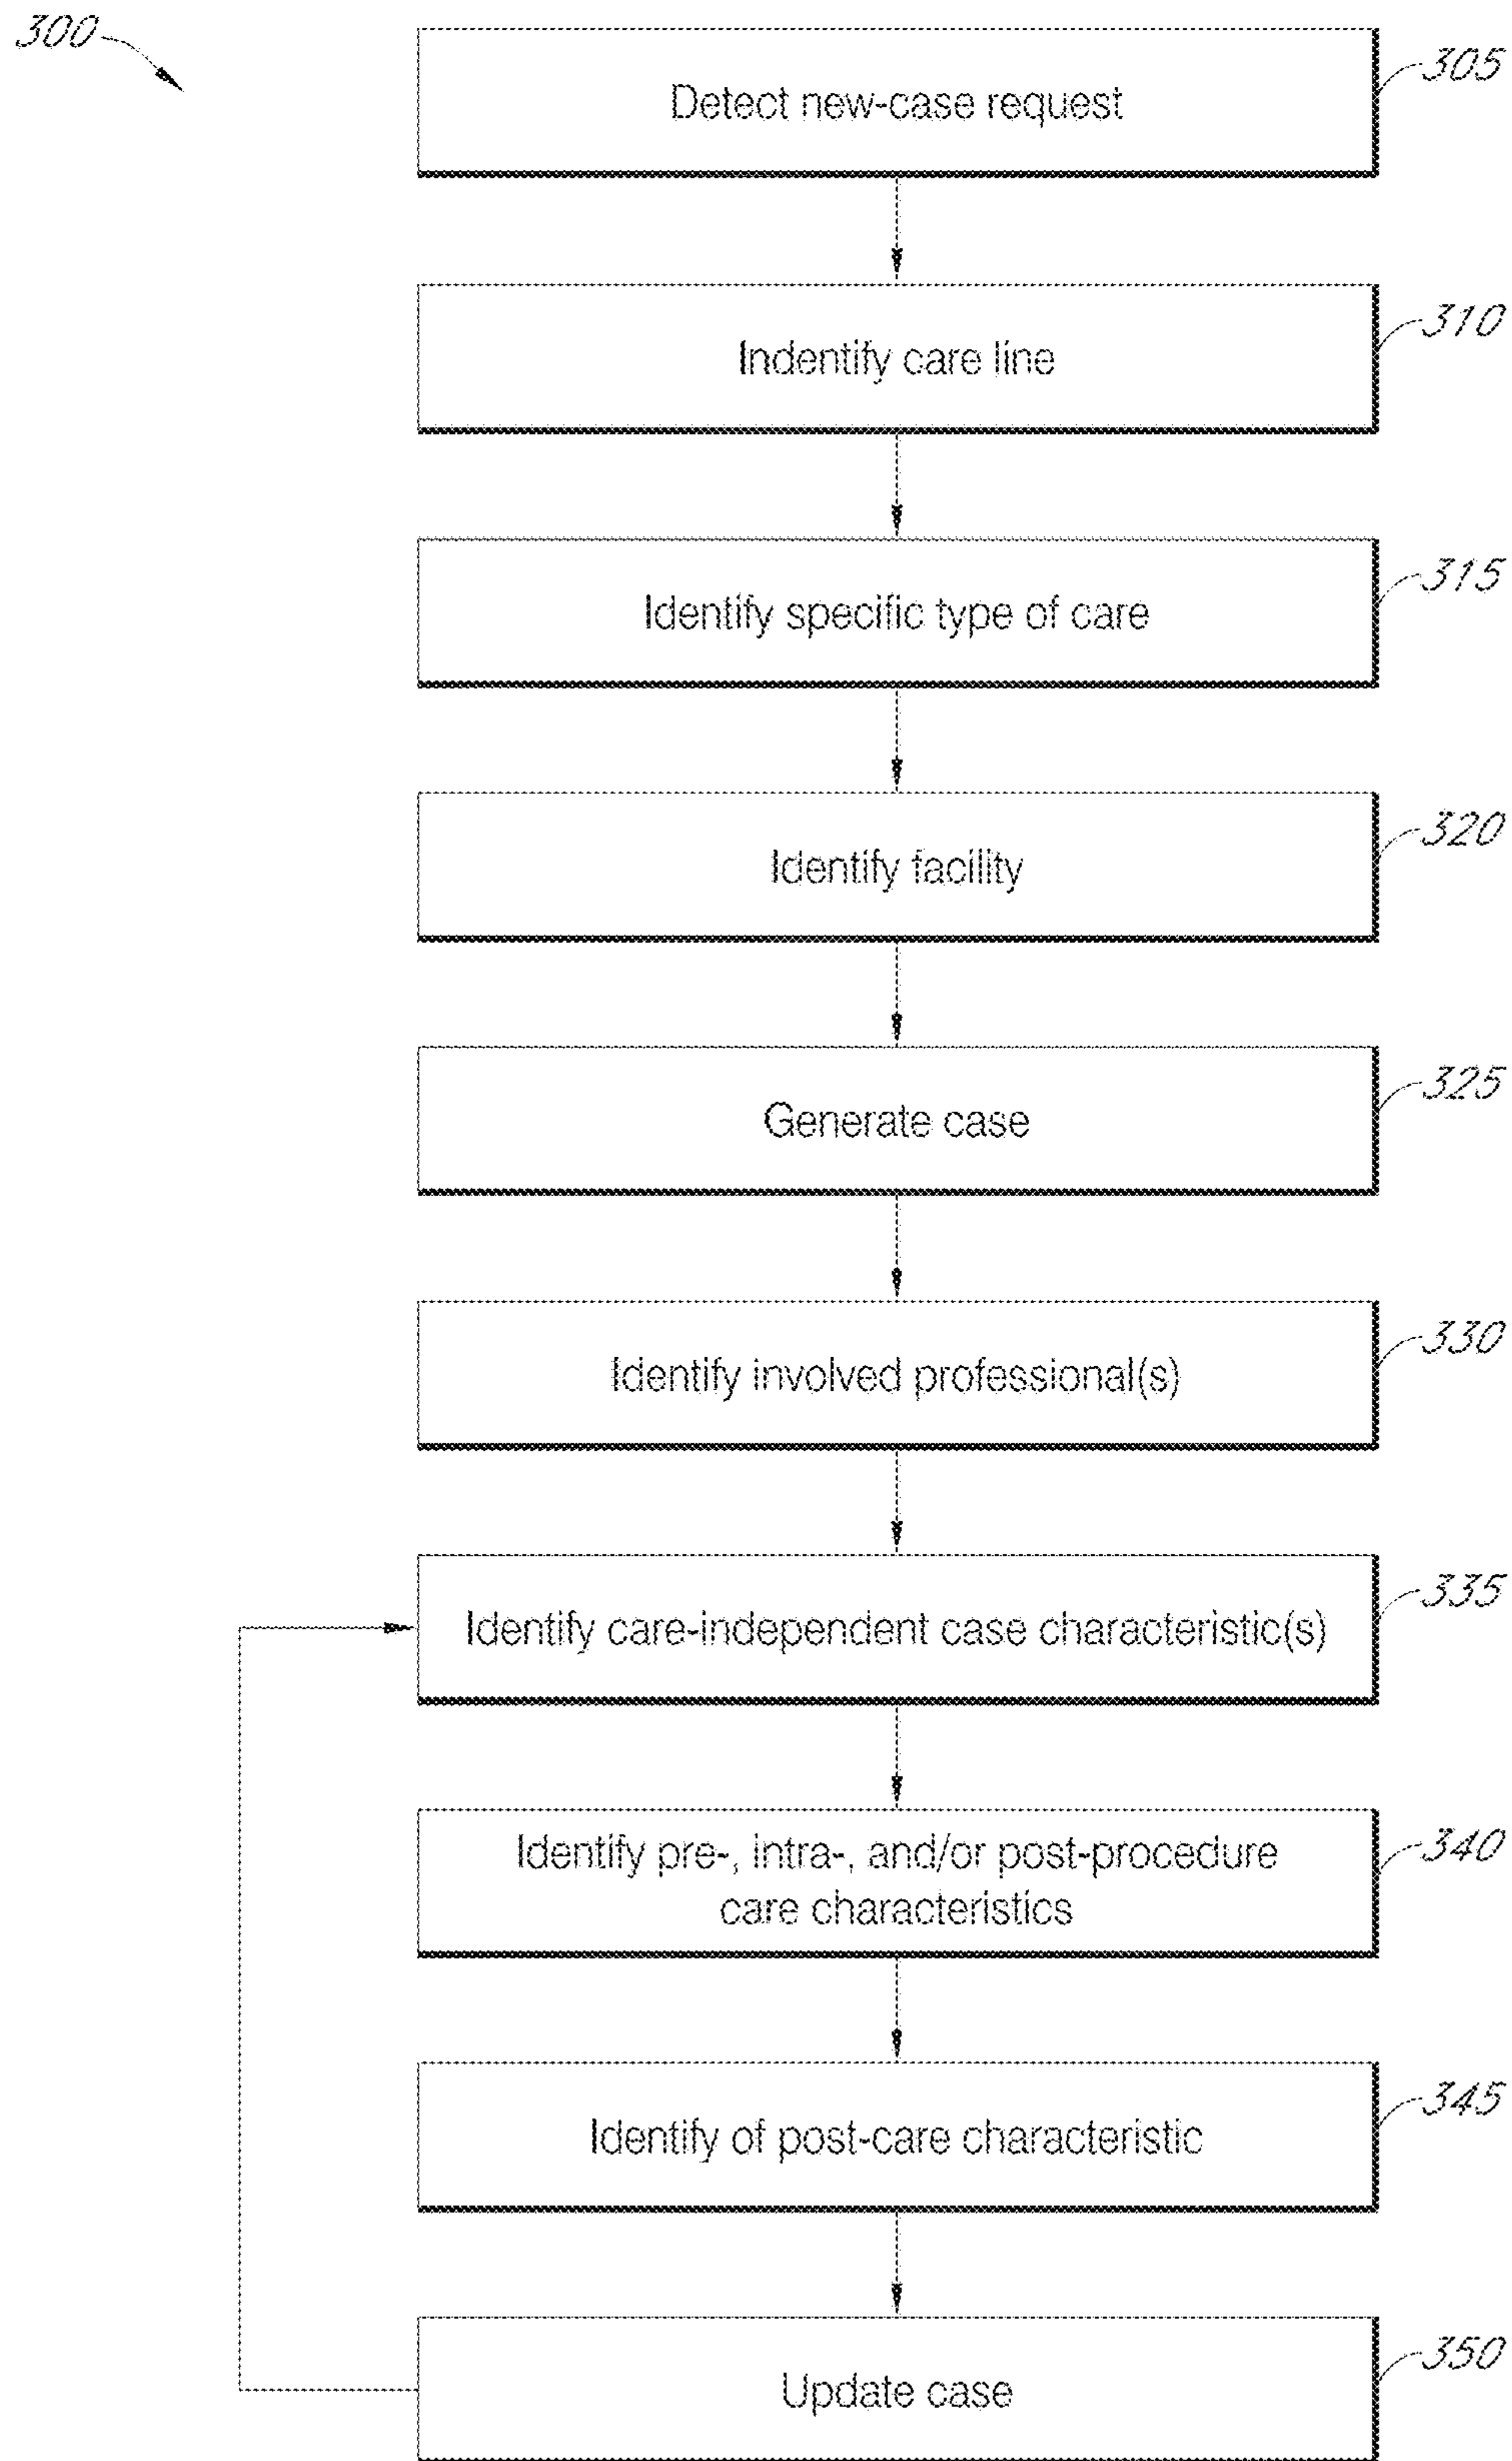 300
Detect new-case request
305
Indentify care line
310
Identify specific type of care
315
Identify facility
320
Generate case
325
Identify involved professional(s)
330
Identify care-independent case characteristic(s)
335
Identify pre-, intra-, and/or post-procedure
care characteristics
340
Identify of post-care characteristic
345
Update case
350